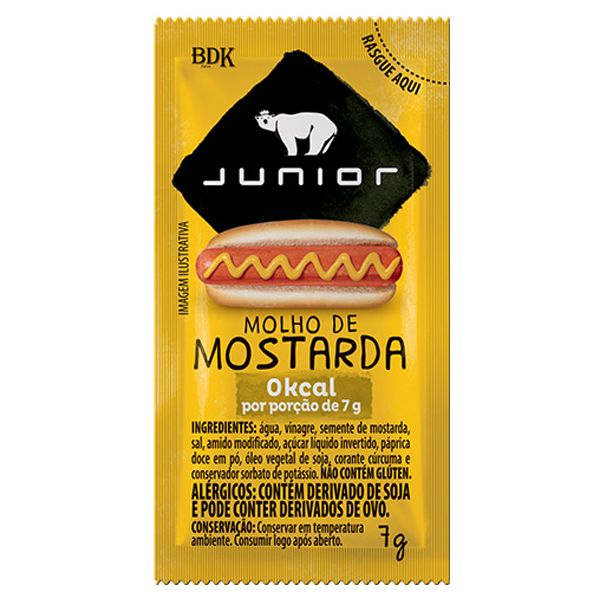 BDK
RASGUE AQUI
JUNIOR
IMAGEM ILUSTRATIVA
MOLHO DE
MOSTARDA
0kcal
por porção de 7 g
INGREDIENTES: água, vinagre, semente de mostarda,
sal, amido modificado, açúcar líquido invertido, páprica
doce em pó, óleo vegetal de soja, corante cúrcuma e
conservador sorbato de potássio. NÃO CONTÉM GLÚTEN.
ALÉRGICOS: CONTÉM DERIVADO DE SOJA
E PODE CONTER DERIVADOS DE OVO.
CONSERVAÇÃO: Conservar em temperatura
ambiente. Consumir logo após aberto.
7g